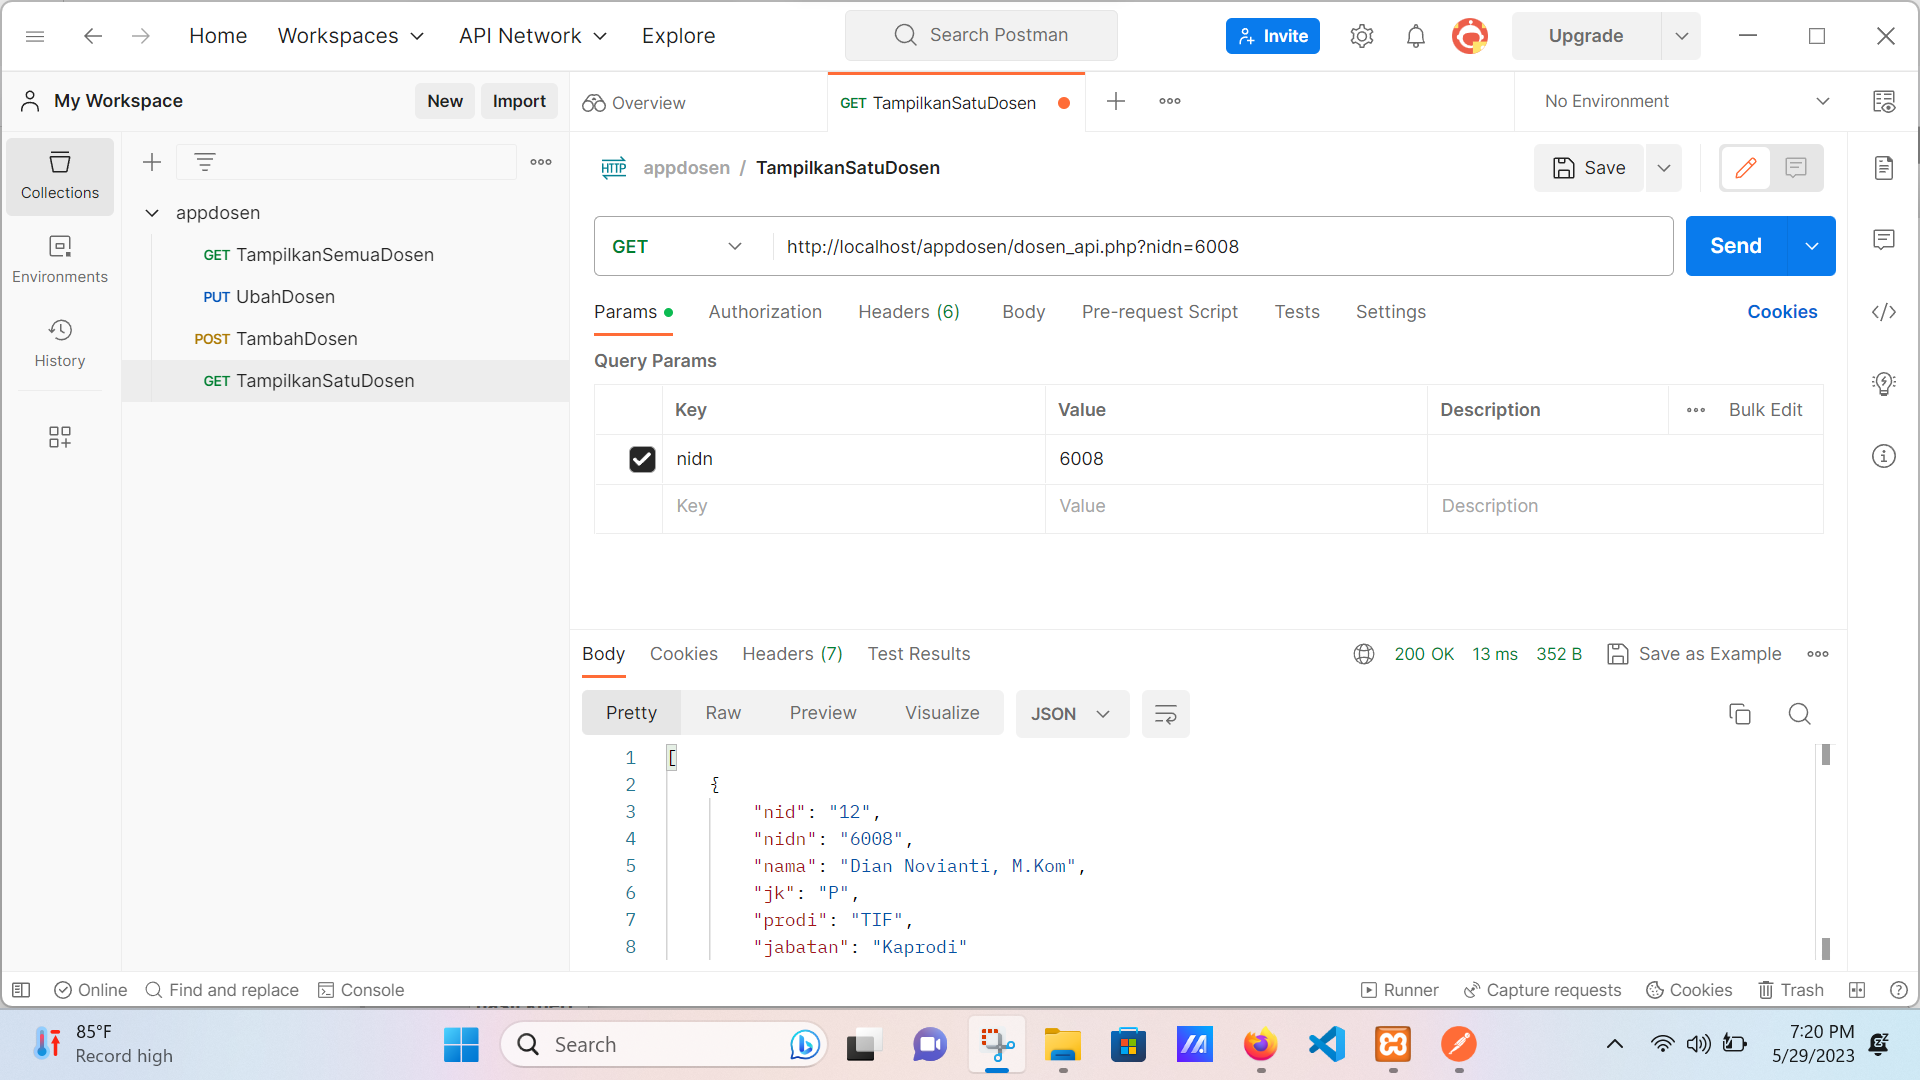 Home Workspaces API Network Explore Search Postman Invite Upgrade
My Workspace New Import Overview GET TampilkanSatuDosen No Environment
Collections
Environments
History
appdosen
GET TampilkanSemuaDosen
PUT UbahDosen
POST TambahDosen
GET TampilkanSatuDosen
HTTP appdosen / TampilkanSatuDosen Save
GET http://localhost/appdosen/dosen_api.php?nidn=6008 Send
Params Authorization Headers (6) Body Pre-request Script Tests Settings Cookies
Query Params
Key Value Description Bulk Edit
nidn 6008
Key Value Description
Body Cookies Headers (7) Test Results 200 OK 13 ms 352 B Save as Example
Pretty Raw Preview Visualize JSON
1 [
2 {
3 "nid": "12",
4 "nidn": "6008",
5 "nama": "Dian Novianti, M.Kom",
6 "jk": "P",
7 "prodi": "TIF",
8 "jabatan": "Kaprodi"
Online Find and replace Console Runner Capture requests Cookies Trash
85°F
Record high
Search
7:20 PM
5/29/2023